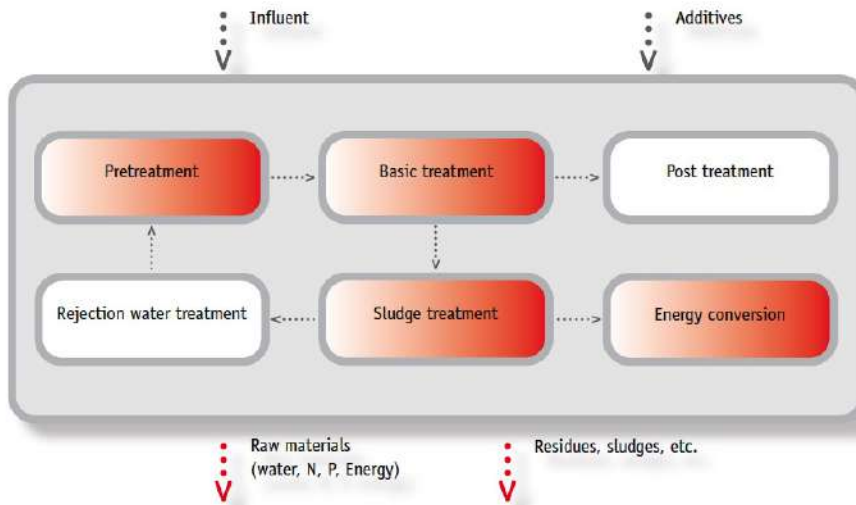 Influent
Additives
Pretreatment
Basic treatment
Post treatment
Rejection water treatment
Sludge treatment
Energy conversion
Raw materials
(water, N, P, Energy)
Residues, sludges, etc.